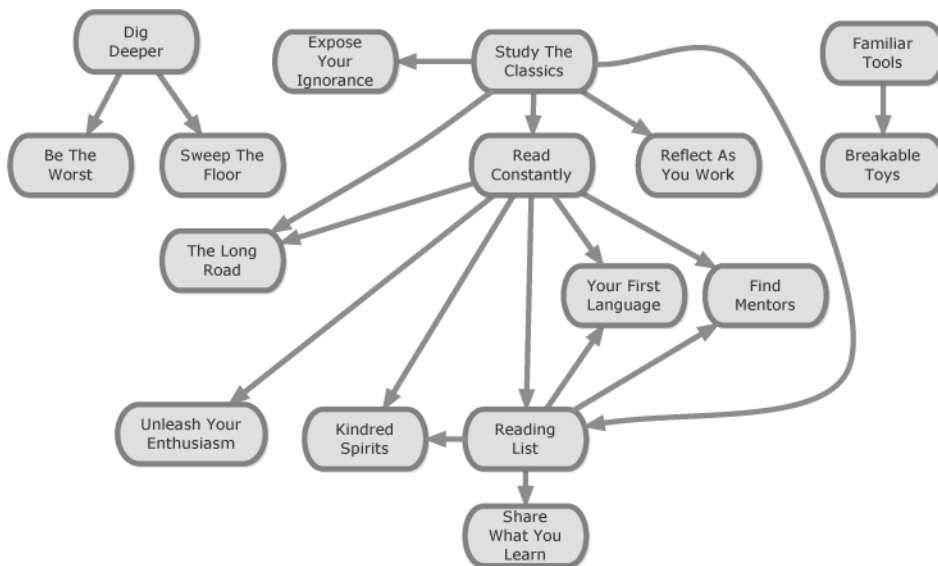 Dig
Deeper
Expose
Your
Ignorance
Study The
Classics
Familiar
Tools
Be The
Worst
Sweep The
Floor
Read
Constantly
Reflect As
You Work
Breakable
Toys
The Long
Road
Your First
Language
Find
Mentors
Unleash Your
Enthusiasm
Kindred
Spirits
Reading
List
Share
What You
Learn